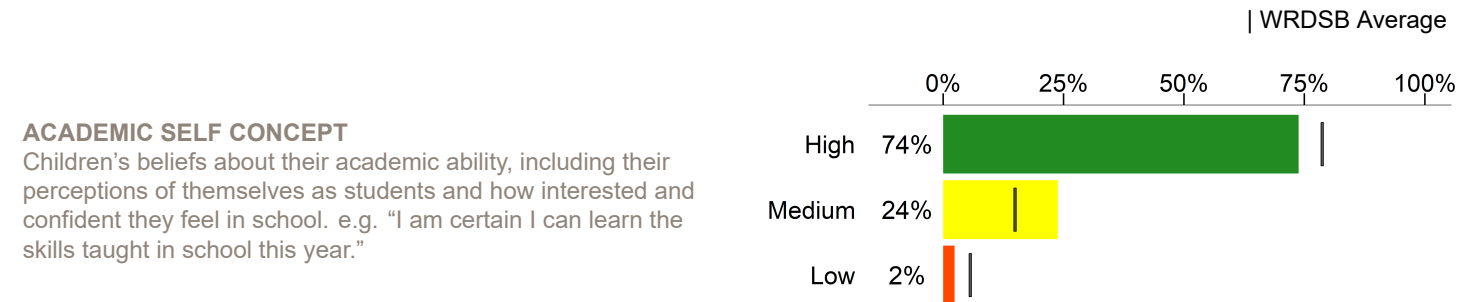 | WRDSB Average
0% 25% 50% 75% 100%
ACADEMIC SELF CONCEPT
Children’s beliefs about their academic ability, including their
perceptions of themselves as students and how interested and
confident they feel in school. e.g. “I am certain I can learn the
skills taught in school this year.”
High 74%
Medium 24%
Low 2%